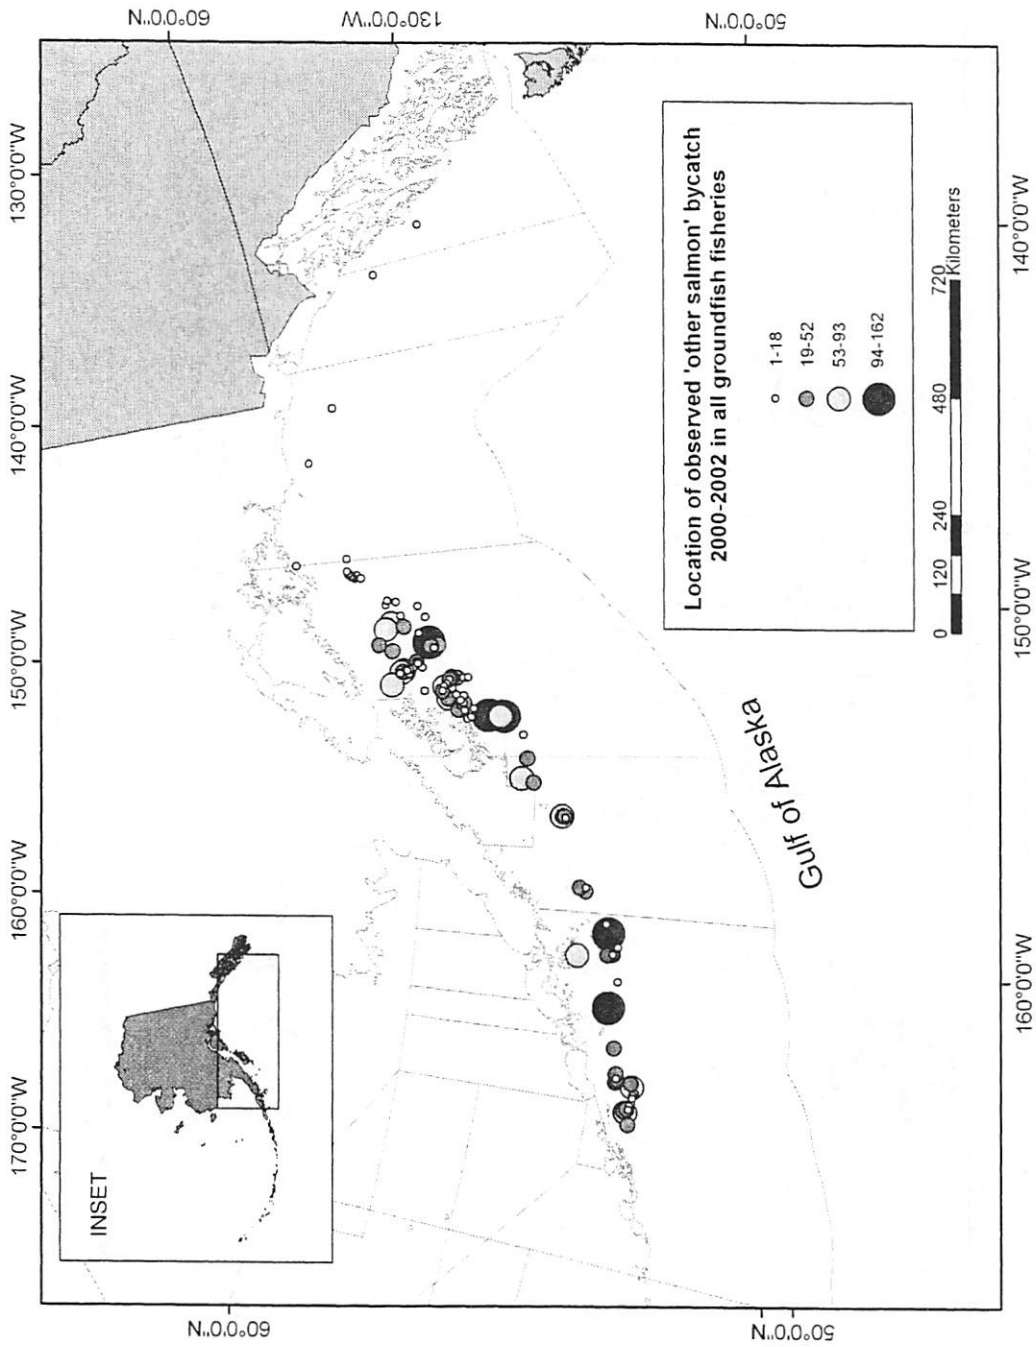 170°0'0"W
160°0'0"W
150°0'0"W
140°0'0"W
130°0'0"W
60°0'0"N
60°0'0"N
INSET
130°0'0"W
Location of observed 'other salmon' bycatch
2000-2002 in all groundfish fisheries
1-18
19-52
53-93
94-162
Gulf of Alaska
50°0'0"N
50°0'0"N
0 120 240 480 720
Kilometers
160°0'0"W
150°0'0"W
140°0'0"W